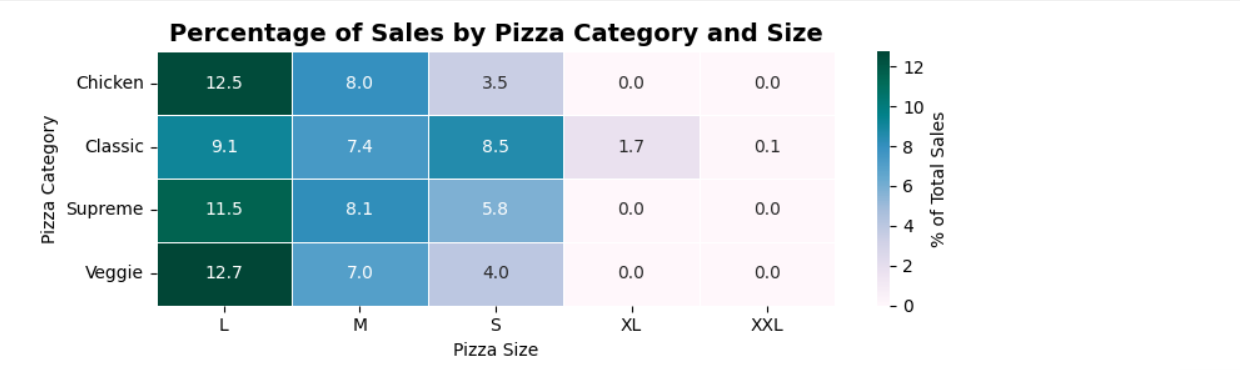 Percentage of Sales by Pizza Category and Size
Pizza Category
Chicken 12.5 8.0 3.5 0.0 0.0
Classic 9.1 7.4 8.5 1.7 0.1
Supreme 11.5 8.1 5.8 0.0 0.0
Veggie 12.7 7.0 4.0 0.0 0.0
L M S XL XXL
Pizza Size
12
10
8
6
4
2
0
% of Total Sales